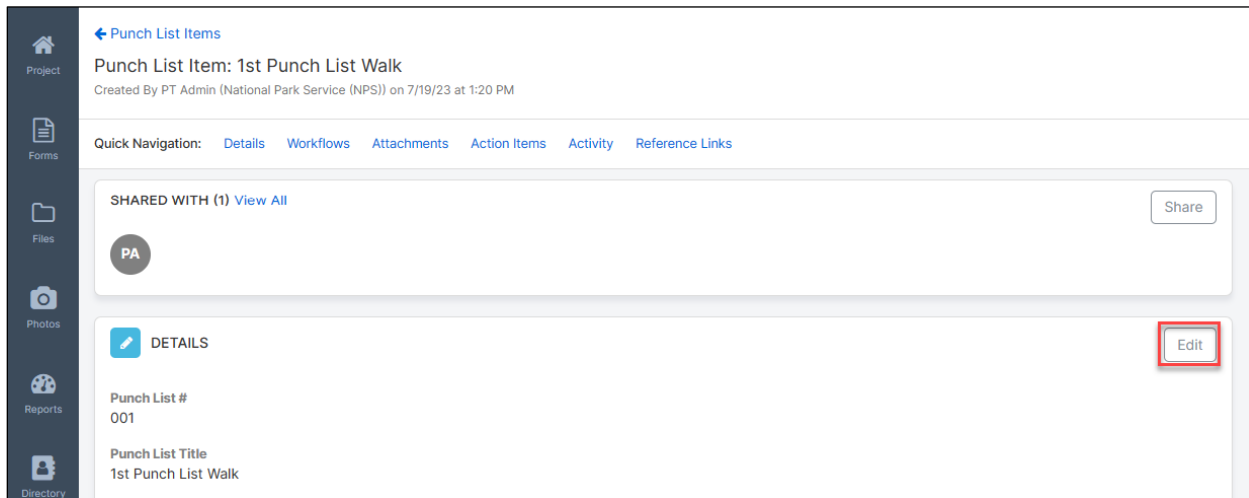 Project
Forms
Files
Photos
Reports
Directory
Punch List Items
Punch List Item: 1st Punch List Walk
Created By PT Admin (National Park Service (NPS)) on 7/19/23 at 1:20 PM
Quick Navigation: Details Workflows Attachments Action Items Activity Reference Links
SHARED WITH (1) View All
Share
PA
DETAILS
Edit
Punch List #
001
Punch List Title
1st Punch List Walk